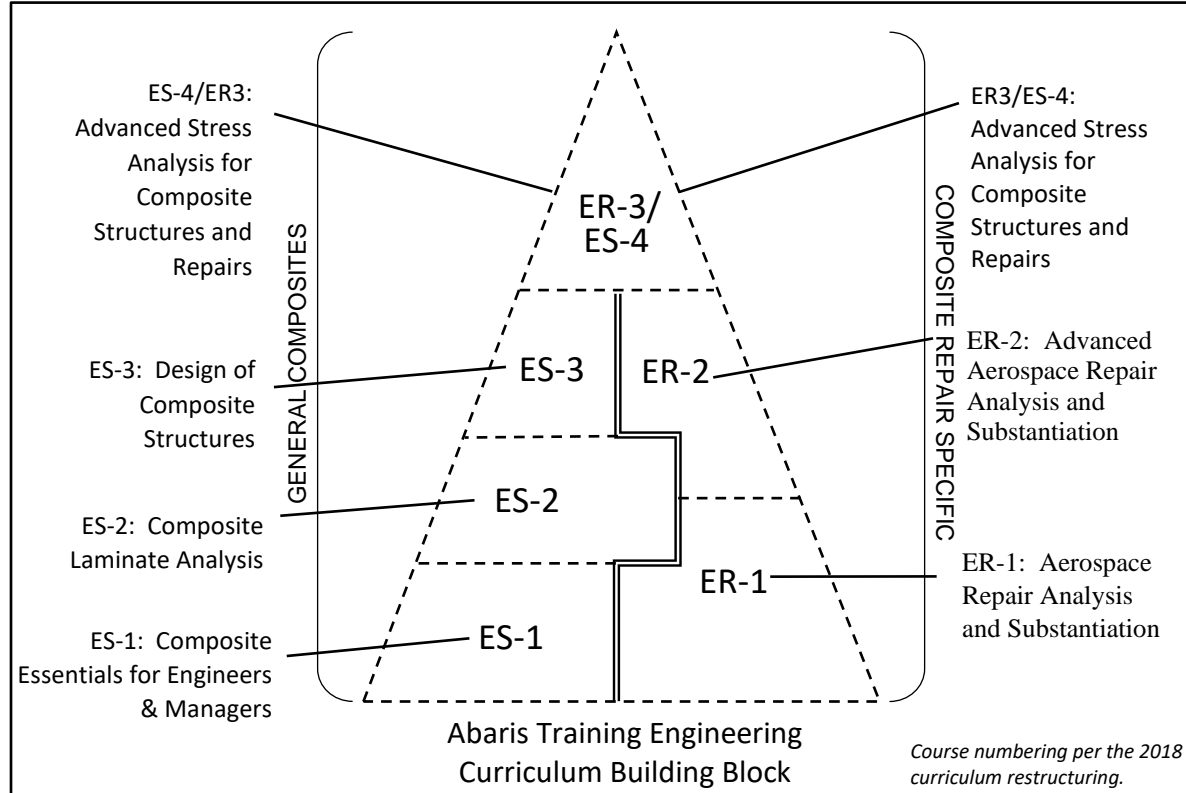 ES-4/ER3:
Advanced Stress
Analysis for
Composite
Structures and
Repairs
GENERAL COMPOSITES
ES-3:  Design of
Composite
Structures
ES-2:  Composite
Laminate Analysis
ES-1:  Composite
Essentials for Engineers
& Managers
ER-3/
ES-4
ES-3
ER-2
ES-2
ER-1
ES-1
ER3/ES-4:
Advanced Stress
Analysis for
Composite
Structures and
Repairs
COMPOSITE REPAIR SPECIFIC
ER-2:  Advanced
Aerospace Repair
Analysis and
Substantiation
ER-1:  Aerospace
Repair Analysis
and Substantiation
Abaris Training Engineering
Curriculum Building Block
Course numbering per the 2018
curriculum restructuring.